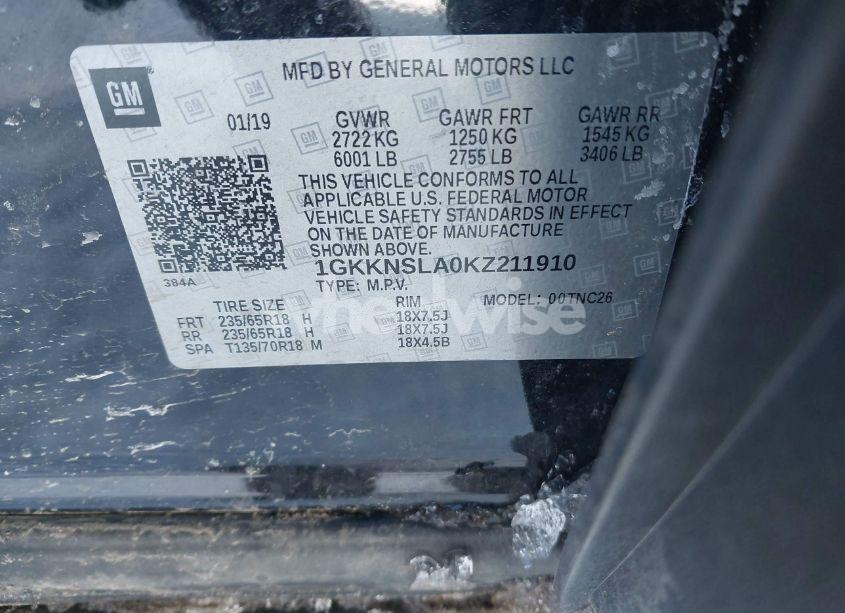 GM
MFD BY GENERAL MOTORS LLC
01/19 GVWR GAWR FRT GAWR RR
2722 KG 1250 KG 1545 KG
6001 LB 2755 LB 3406 LB
THIS VEHICLE CONFORMS TO ALL
APPLICABLE U.S. FEDERAL MOTOR
VEHICLE SAFETY STANDARDS IN EFFECT
ON THE DATE OF MANUFACTURE
SHOWN ABOVE.
384A
1GKKNSLA0KZ211910
TYPE: M.P.V. MODEL: 00TNC26
TIRE SIZE RIM
FRT 235/65R18 H 18X7.5J
RR 235/65R18 H 18X7.5J
SPA T135/70R18 M 18X4.5B